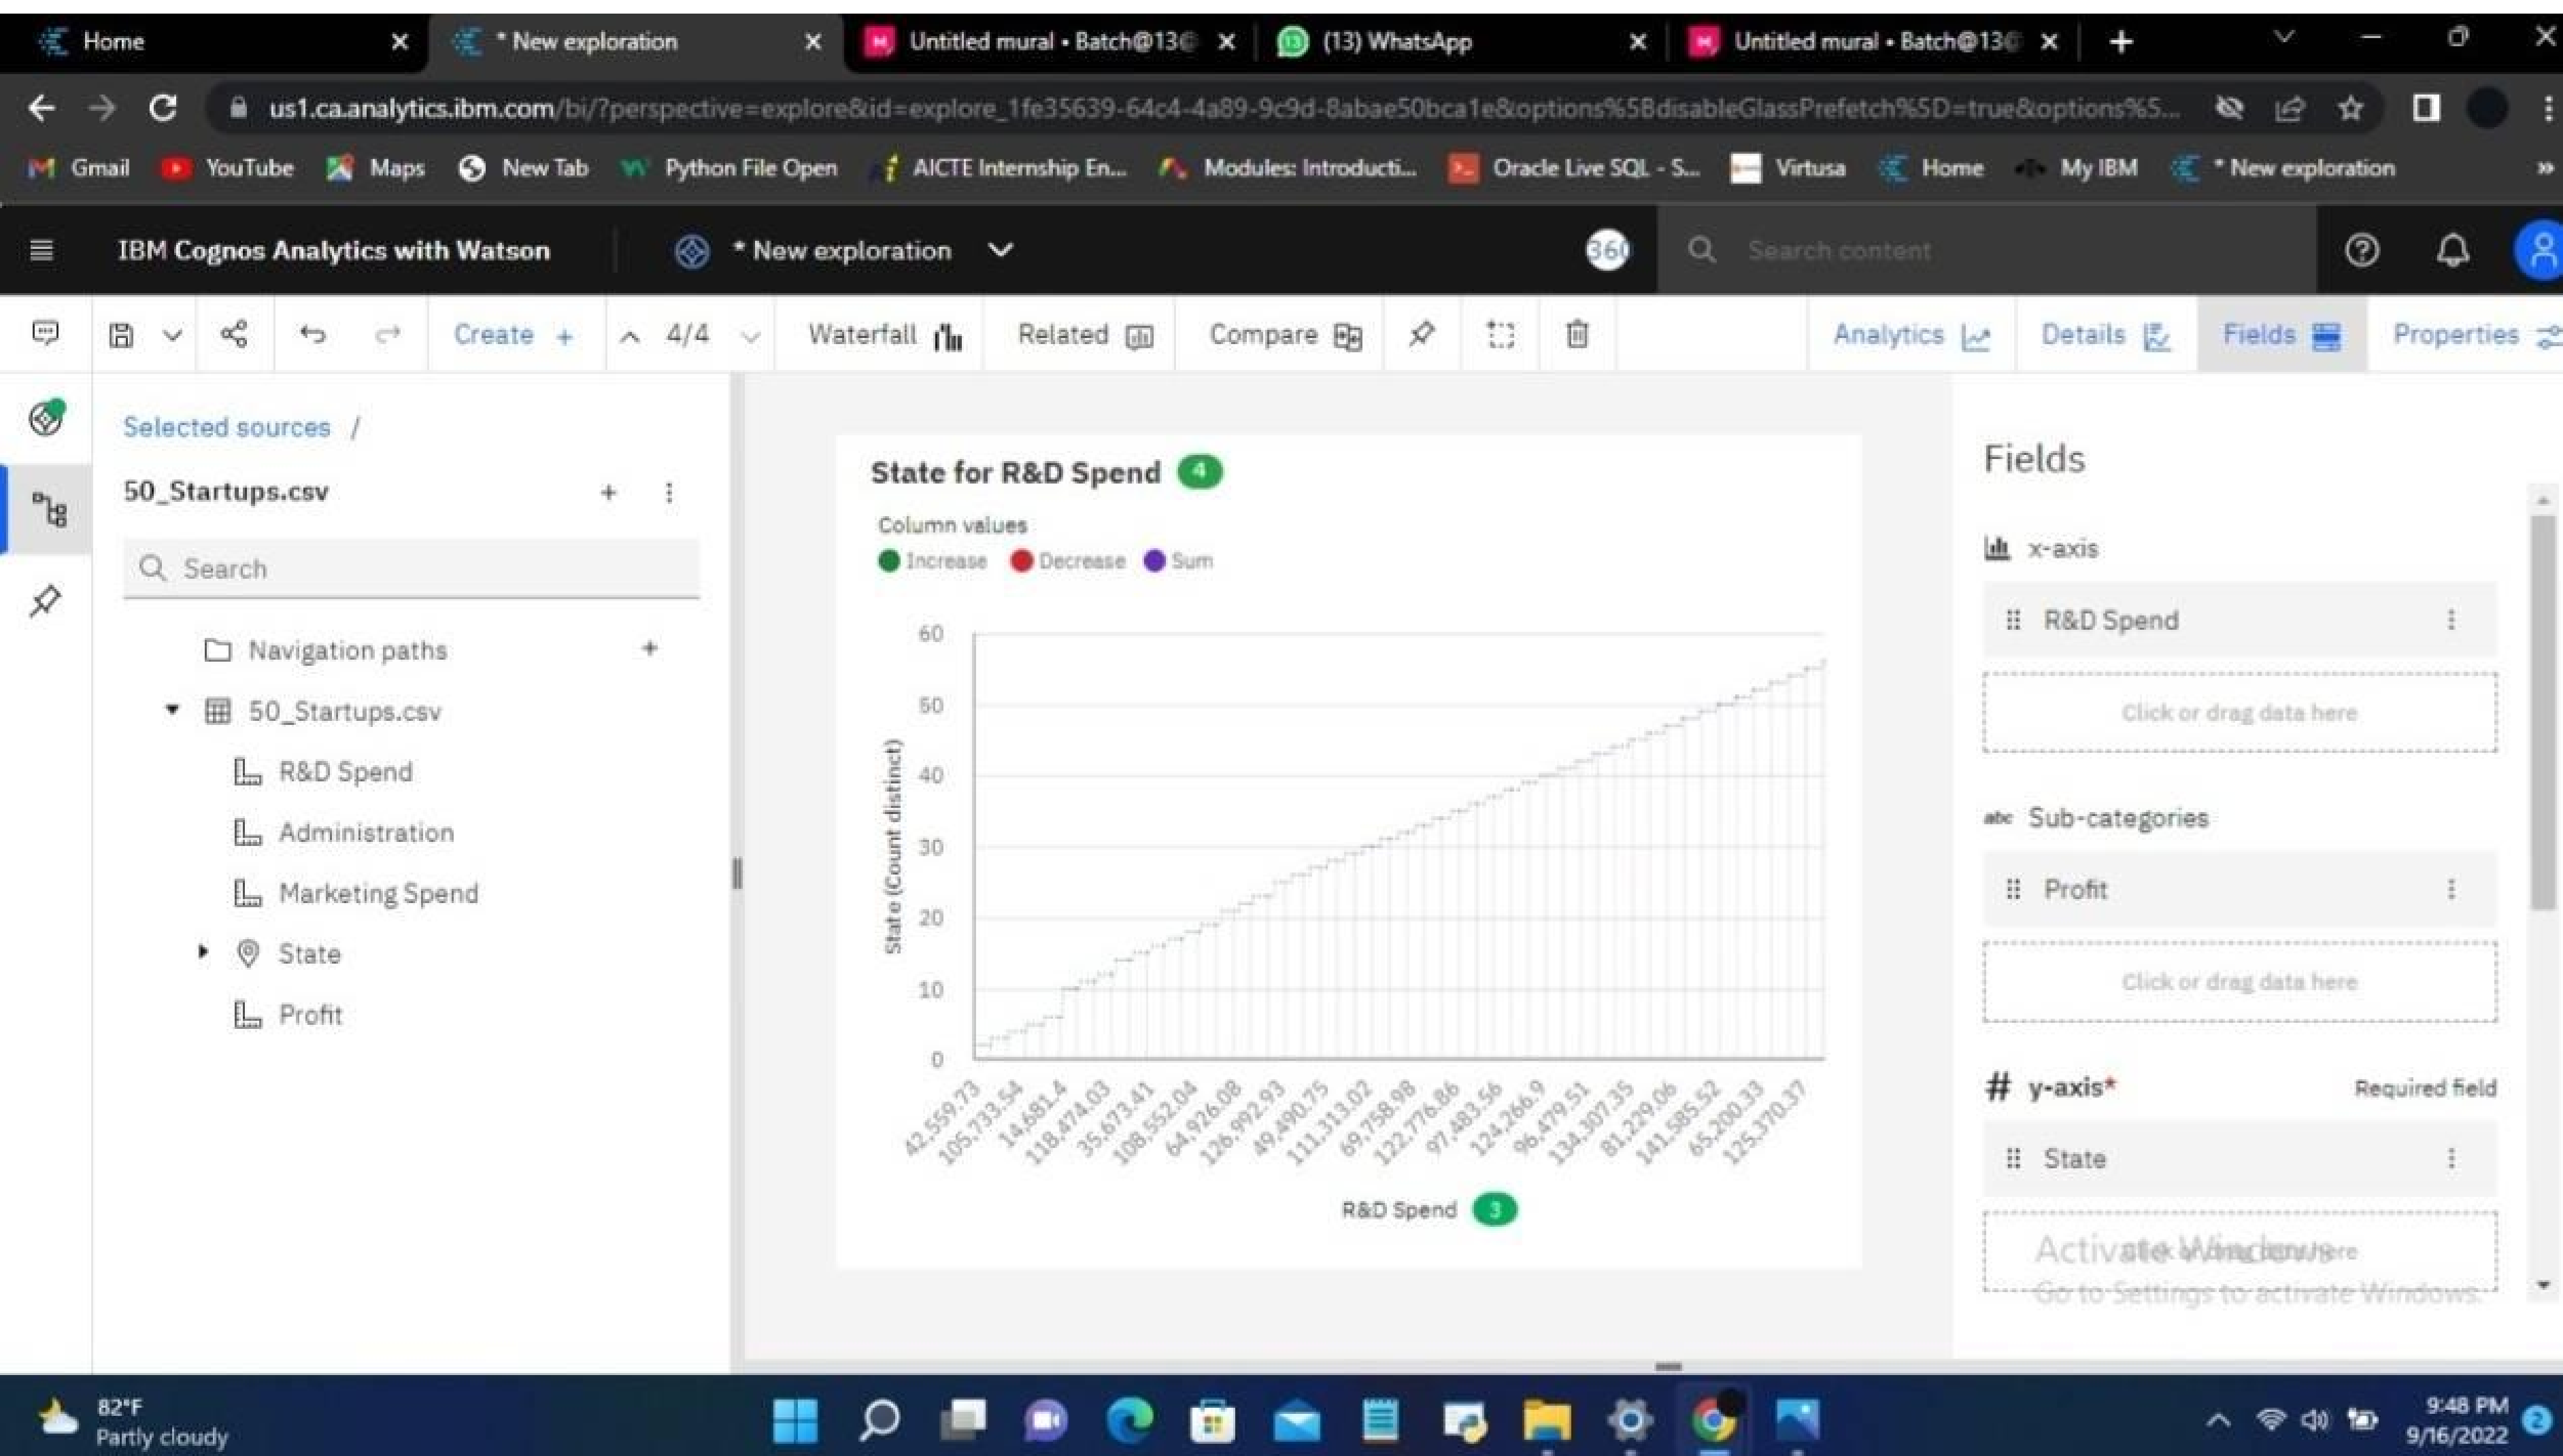 Home
* New exploration
Untitled mural • Batch@13@
(13) WhatsApp
Untitled mural • Batch@13@
us1.ca.analytics.ibm.com/bi/?perspective=explore&id=explore_1fe35639-64c4-4a89-9c9d-8abae50bca1e&options%5BdisableGlassPrefetch%5D=true&options%5...
Gmail YouTube Maps New Tab Python File Open AICTE Internship En... Modules: Introducti... Oracle Live SQL - S... Virtusa Home My IBM * New exploration »
IBM Cognos Analytics with Watson
* New exploration
360
Search content
Create + 4/4 Waterfall Related Compare Analytics Details Fields Properties
Selected sources /
50_Startups.csv
Search
Navigation paths
50_Startups.csv
R&D Spend
Administration
Marketing Spend
State
Profit
State for R&D Spend 4
Column values
Increase Decrease Sum
State (Count distinct)
60
50
40
30
20
10
0
42,559.73
105,733.54
14,681.4
118,474.03
35,673.41
108,552.04
64,926.08
126,992.93
49,490.75
111,313.02
69,758.98
122,776.86
97,483.56
124,266.9
96,479.51
134,307.35
81,229.06
141,585.52
65,200.33
125,370.37
R&D Spend 3
Fields
x-axis
R&D Spend
Click or drag data here
abc Sub-categories
Profit
Click or drag data here
# y-axis* Required field
State
Click or drag data here
Activate Windows
Go to Settings to activate Windows.
82°F
Partly cloudy
9:48 PM
9/16/2022
2